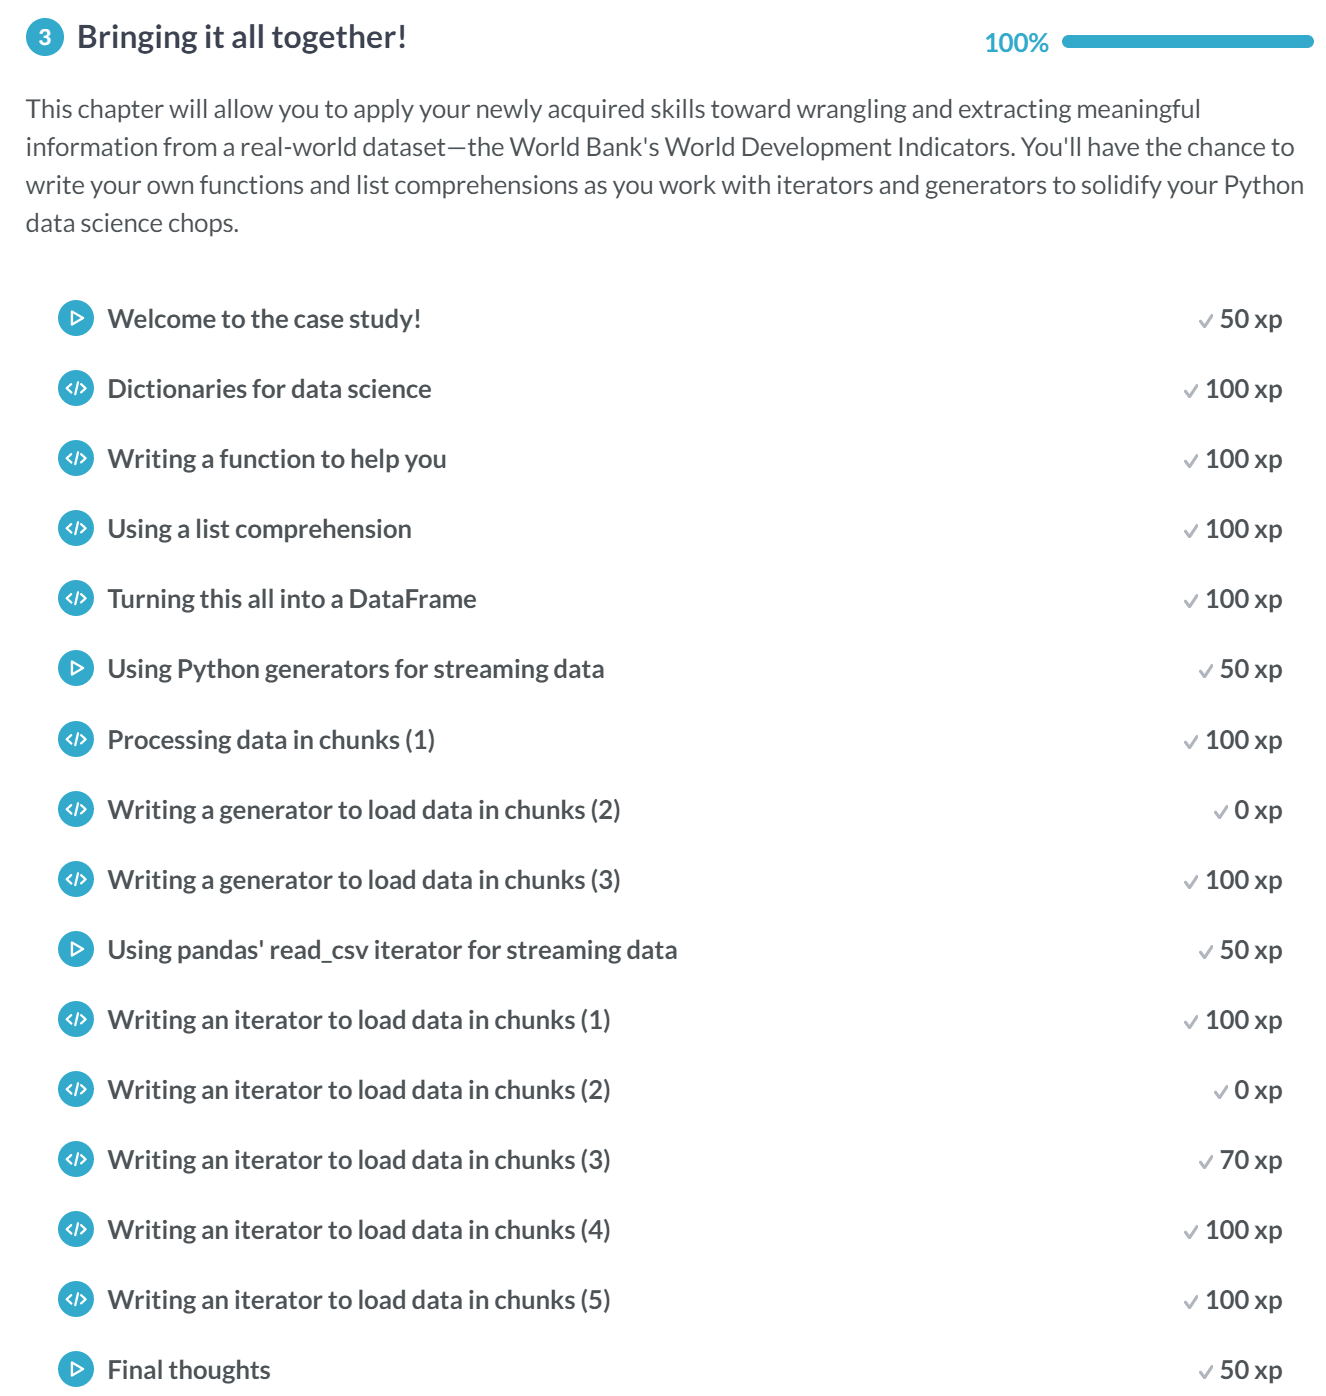 3 Bringing it all together!
100%
This chapter will allow you to apply your newly acquired skills toward wrangling and extracting meaningful
information from a real-world dataset—the World Bank's World Development Indicators. You'll have the chance to
write your own functions and list comprehensions as you work with iterators and generators to solidify your Python
data science chops.
Welcome to the case study! 50 xp
</> Dictionaries for data science 100 xp
</> Writing a function to help you 100 xp
</> Using a list comprehension 100 xp
</> Turning this all into a DataFrame 100 xp
Using Python generators for streaming data 50 xp
</> Processing data in chunks (1) 100 xp
</> Writing a generator to load data in chunks (2) 0 xp
</> Writing a generator to load data in chunks (3) 100 xp
Using pandas' read_csv iterator for streaming data 50 xp
</> Writing an iterator to load data in chunks (1) 100 xp
</> Writing an iterator to load data in chunks (2) 0 xp
</> Writing an iterator to load data in chunks (3) 70 xp
</> Writing an iterator to load data in chunks (4) 100 xp
</> Writing an iterator to load data in chunks (5) 100 xp
Final thoughts 50 xp